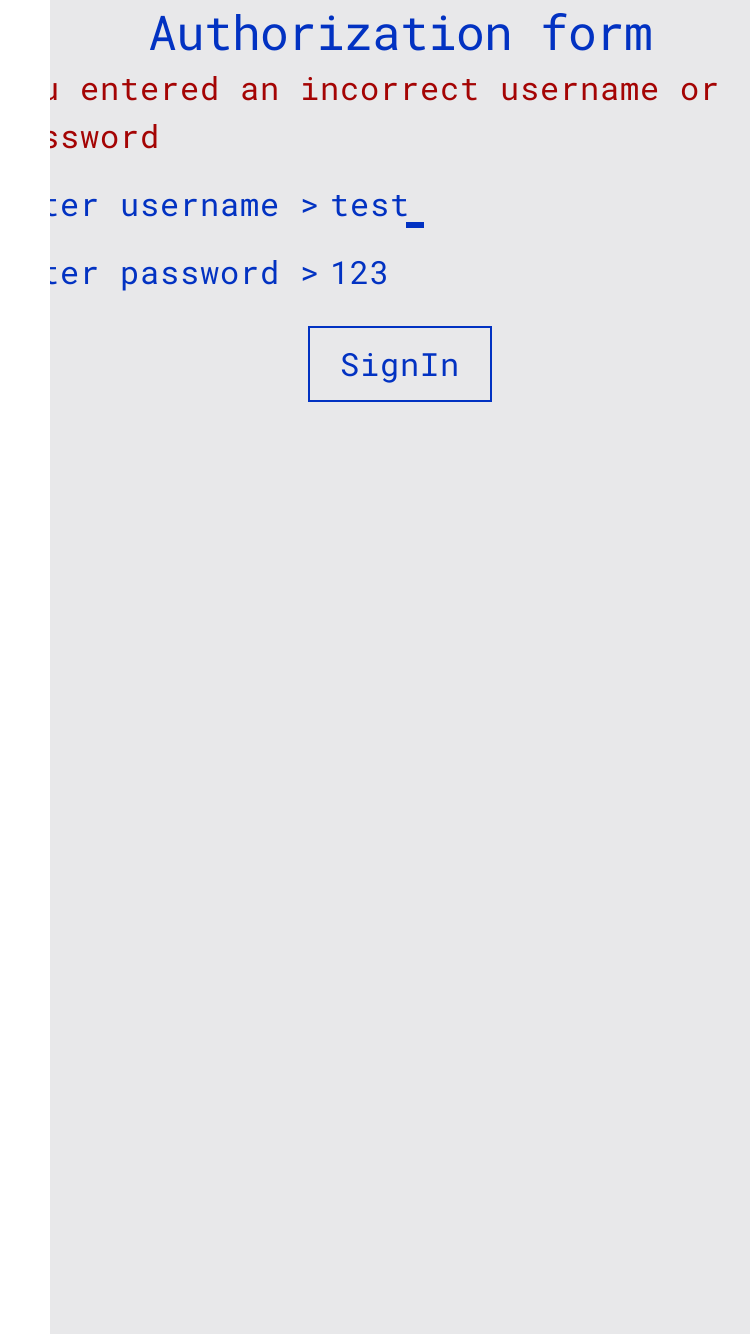 Authorization form
u entered an incorrect username or
ssword
ter username > test_
ter password > 123
SignIn